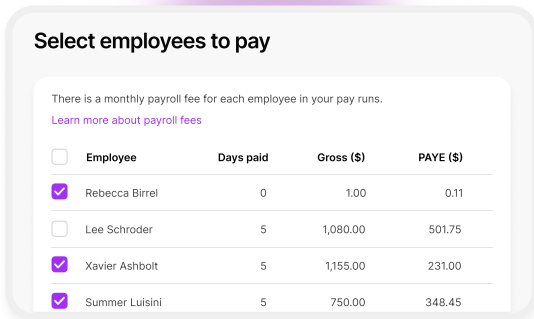 Select employees to pay
There is a monthly payroll fee for each employee in your pay runs.
Learn more about payroll fees
Employee Days paid Gross ($) PAYE ($)
Rebecca Birrel 0 1.00 0.11
Lee Schroder 5 1,080.00 501.75
Xavier Ashbolt 5 1,155.00 231.00
Summer Luisini 5 750.00 348.45